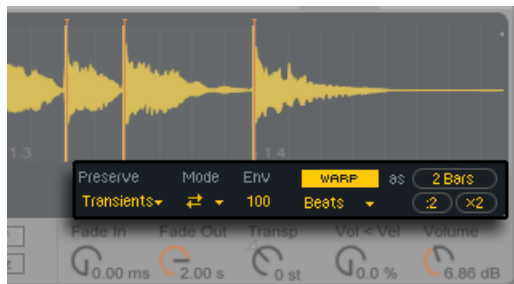 1.3
1.4
Preserve Mode Env WARP as 2 Bars
Transients 100 Beats :2 ×2
Fade In Fade Out Transp Vol < Vel Volume
0.00 ms 2.00 s 0 st 0.0 % 6.86 dB